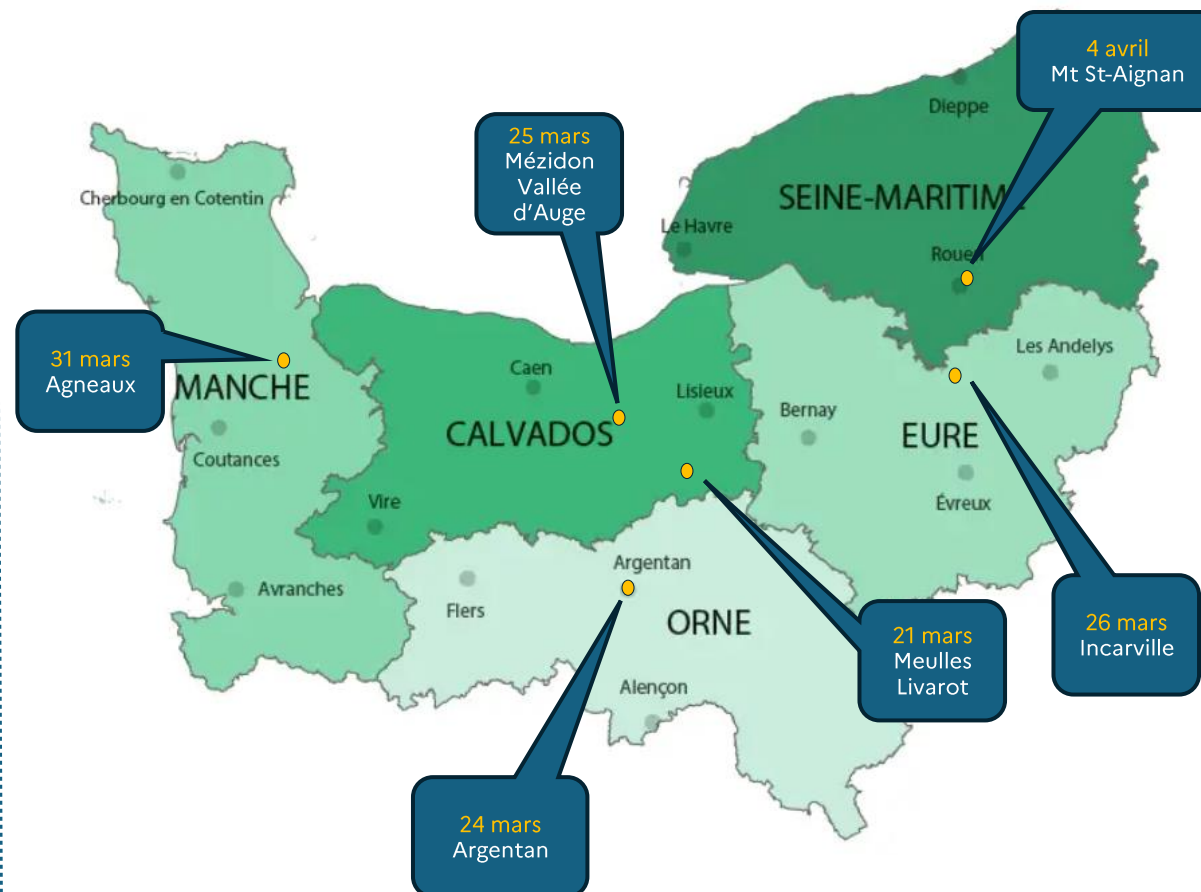 4 avril
Mt St-Aignan
Dieppe
25 mars
Mézidon
Vallée
d'Auge
Cherbourg en Cotentin
SEINE-MARITIME
Le Havre
Rouen
31 mars
Agneaux
MANCHE
Caen
Lisieux
Les Andelys
CALVADOS
Bernay
EURE
Coutances
Vire
Évreux
Avranches
Argentan
Flers
ORNE
21 mars
Meulles
Livarot
26 mars
Incarville
Alençon
24 mars
Argentan